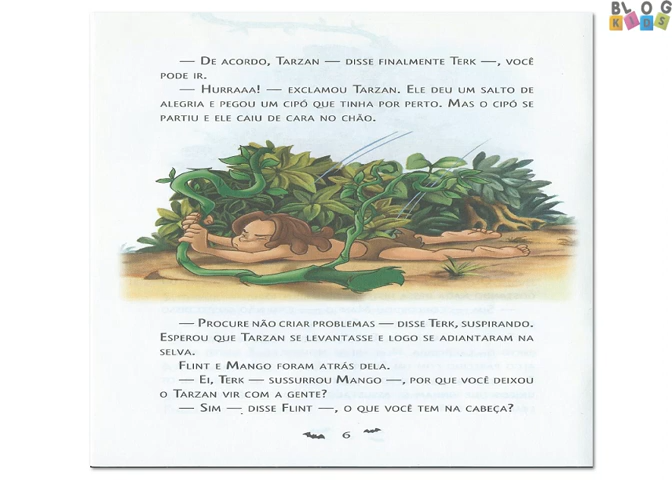 BLOG
KIDS
— De acordo, Tarzan — disse finalmente Terk —, você
pode ir.
— Hurraaa! — exclamou Tarzan. Ele deu um salto de
alegria e pegou um cipó que tinha por perto. Mas o cipó se
partiu e ele caiu de cara no chão.
— Procure não criar problemas — disse Terk, suspirando.
Esperou que Tarzan se levantasse e logo se adiantaram na
selva.
Flint e Mango foram atrás dela.
— Ei, Terk — sussurrou Mango —, por que você deixou
o Tarzan vir com a gente?
— Sim — disse Flint —, o que você tem na cabeça?
6